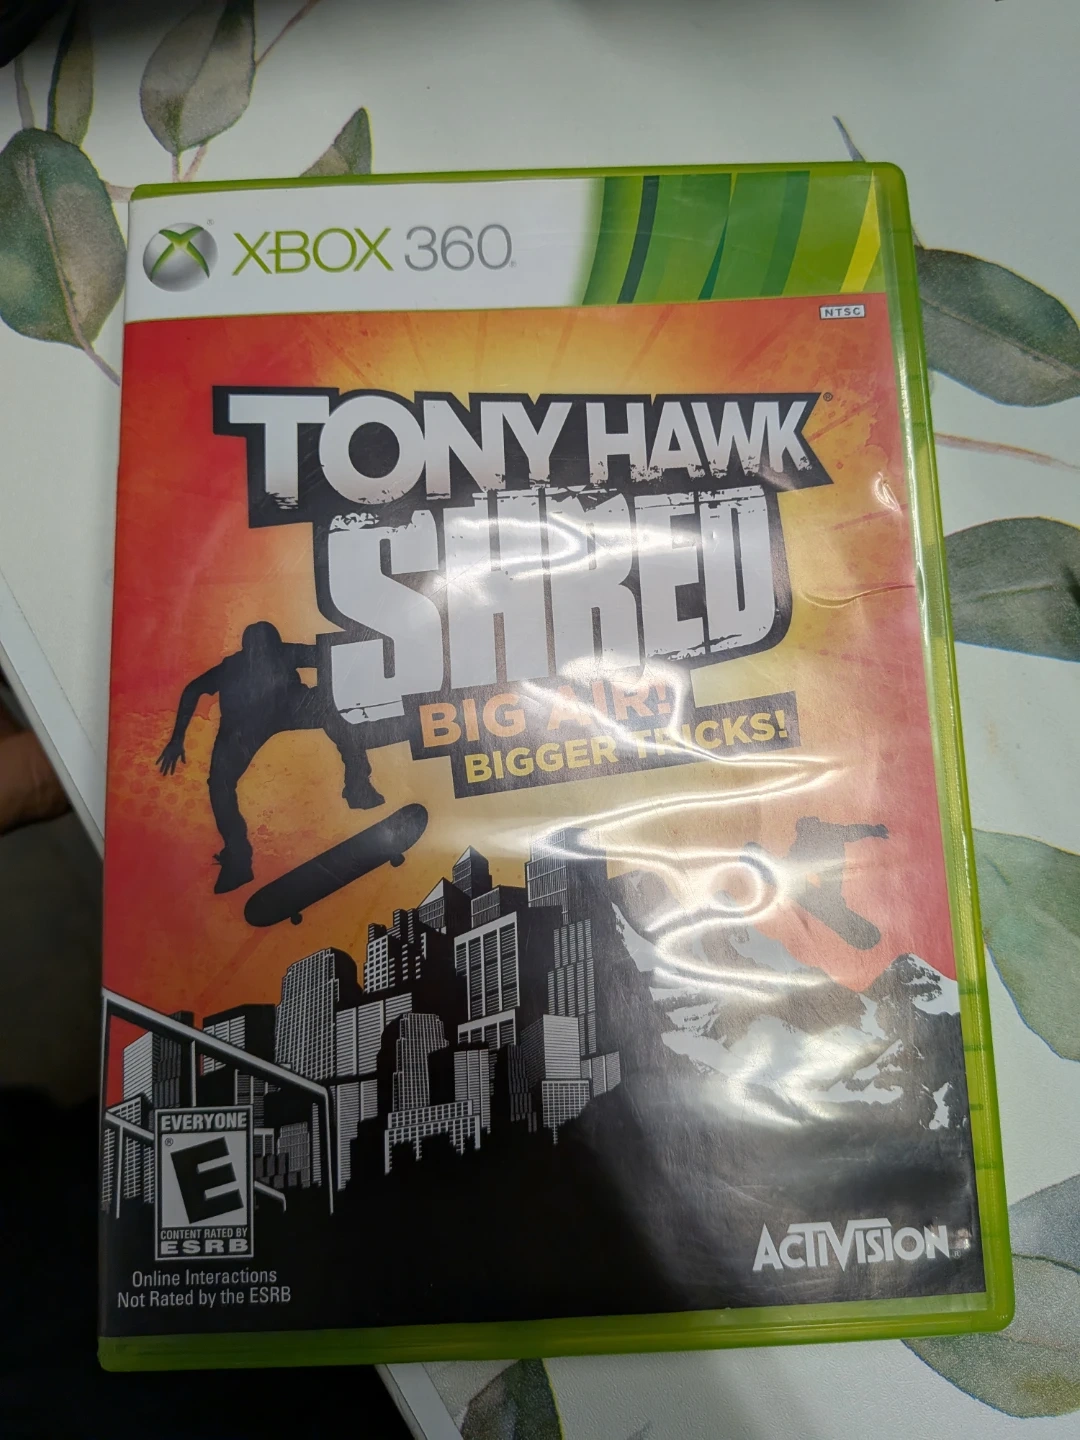 XBOX 360
NTSC
TONY HAWK
SHRED
BIG AIR!
BIGGER TRICKS!
EVERYONE
E
CONTENT RATED BY
ESRB
Online Interactions
Not Rated by the ESRB
ACTIVISION